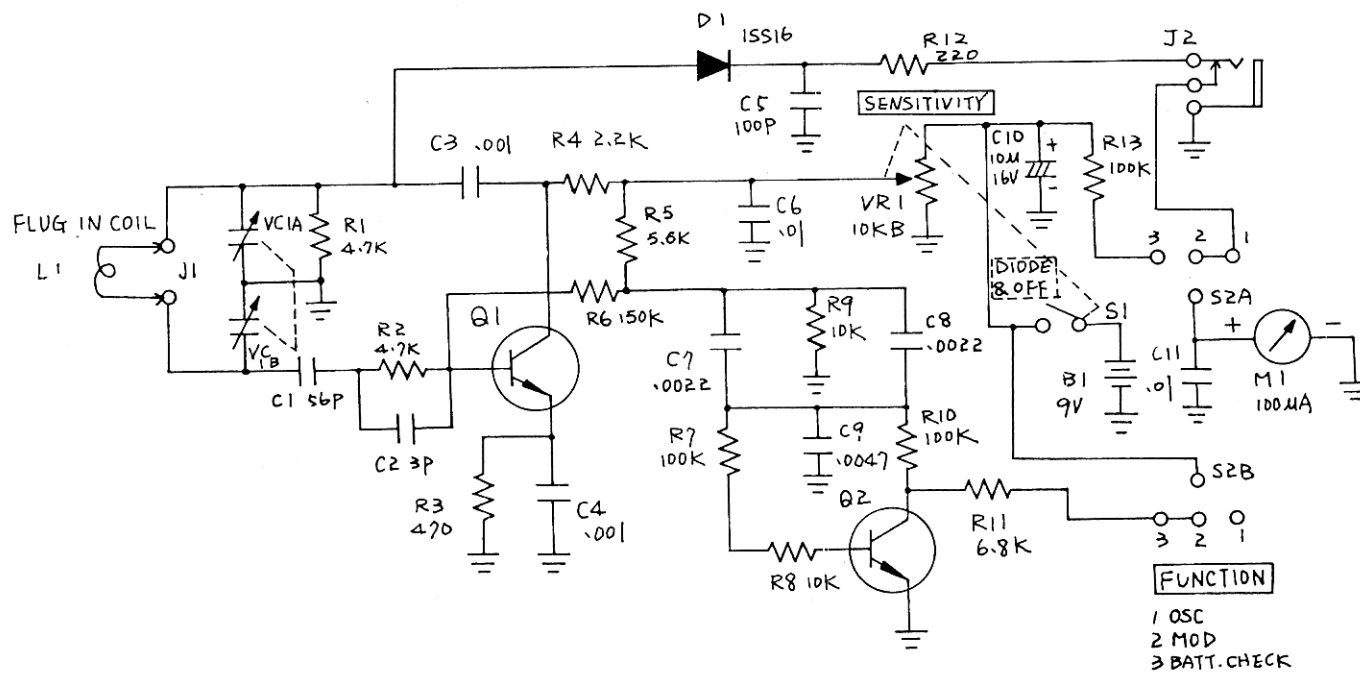 D1
1SS16
R12
220
J2
C5
100P
SENSITIVITY
C3 .001
R4 2.2K
C10
10µ
16V
+
-
R13
100K
FLUG IN COIL
L1
J1
VC1A
R1
4.7K
R5
5.6K
C6
.01
VR1
10KB
3 2 1
DIODE
& OFF
S1
S2A
VC1B
C1 56P
R2
4.7K
C2 3P
Q1
R6 150K
C7
.0022
R9
10K
C8
.0022
B1
9V
C11
.01
+
-
M1
100µA
R3
470
C4
.001
R7
100K
C9
.0047
R10
100K
Q2
R8 10K
R11
6.8K
S2B
3 2 1
FUNCTION
1 OSC
2 MOD
3 BATT.CHECK